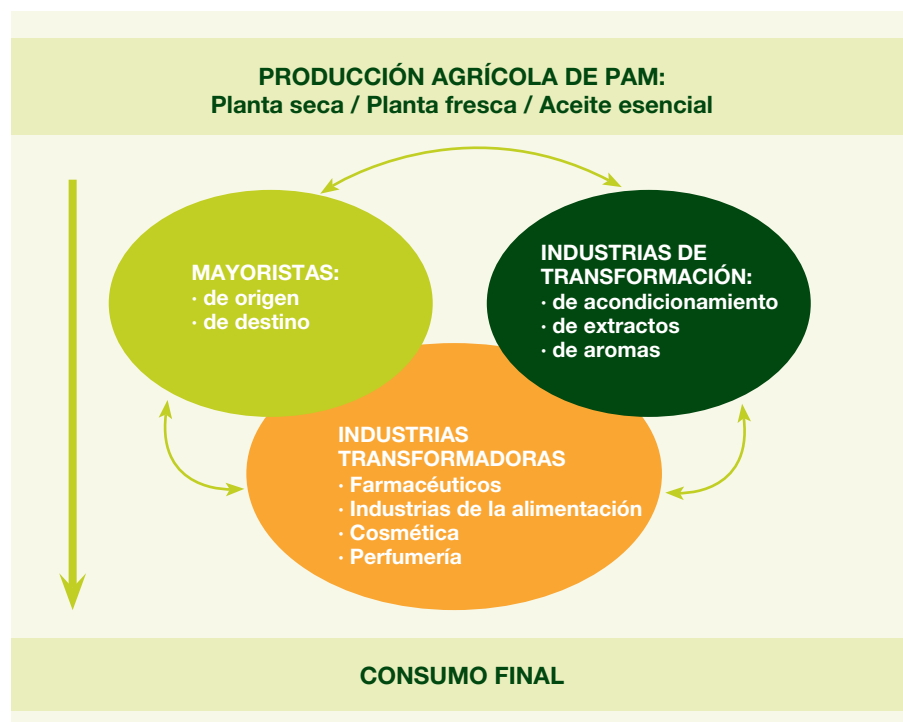 PRODUCCIÓN AGRÍCOLA DE PAM:
Planta seca / Planta fresca / Aceite esencial
MAYORISTAS:
· de origen
· de destino
INDUSTRIAS DE
TRANSFORMACIÓN:
· de acondicionamiento
· de extractos
· de aromas
INDUSTRIAS
TRANSFORMADORAS
· Farmacéuticos
· Industrias de la alimentación
· Cosmética
· Perfumería
CONSUMO FINAL